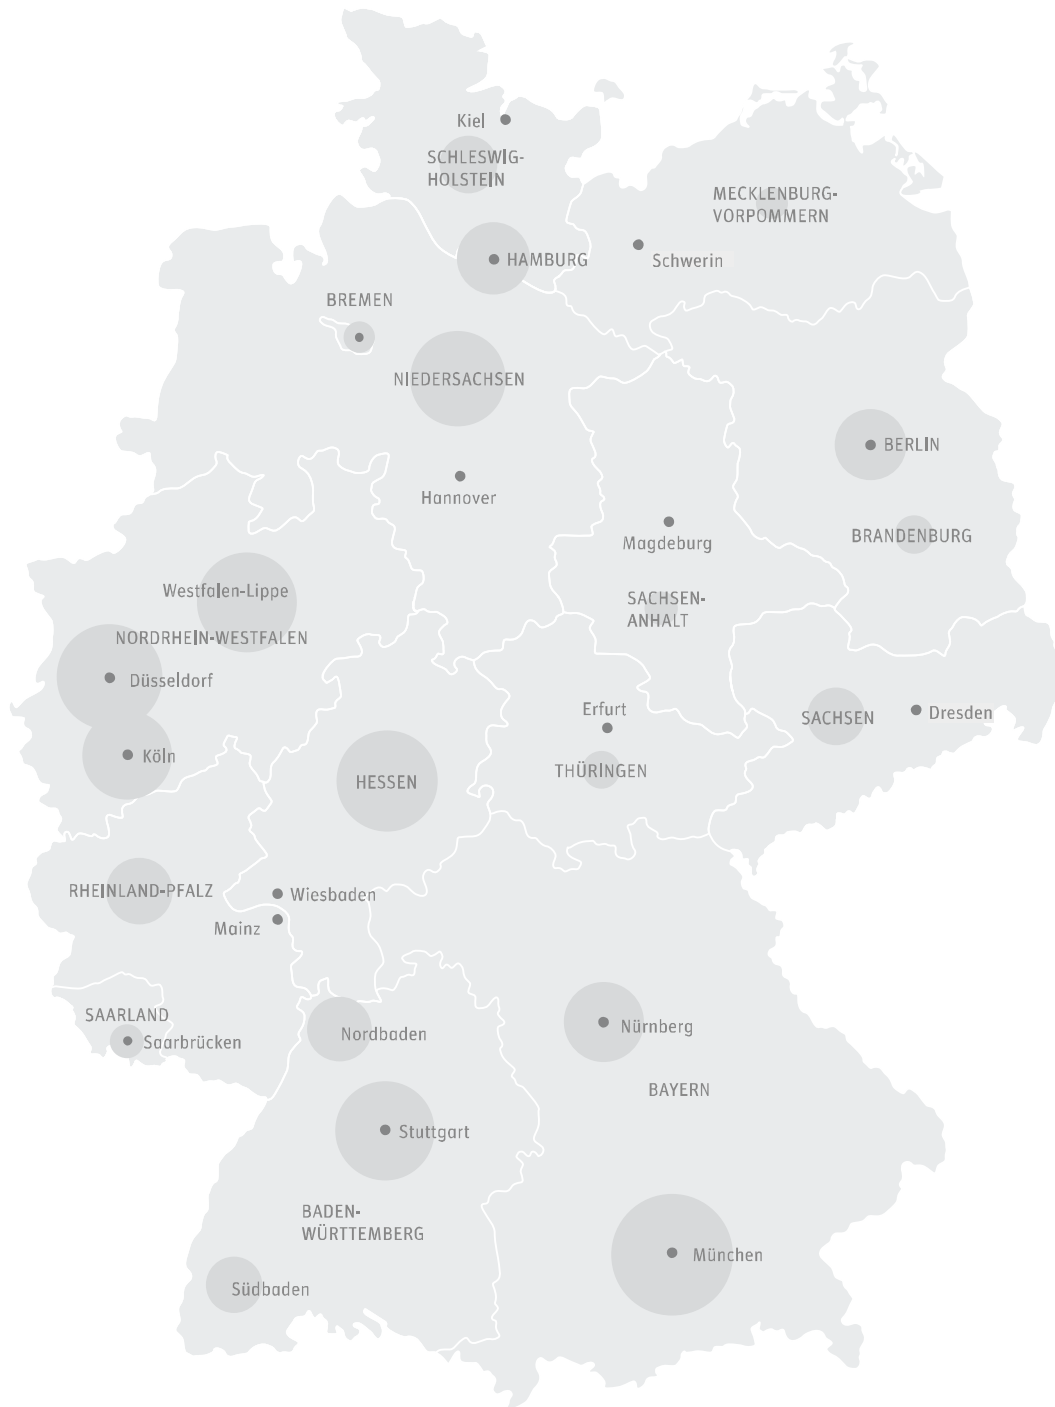 Kiel
SCHLESWIG-
HOLSTEIN
MECKLENBURG-
VORPOMMERN
Schwerin
HAMBURG
BREMEN
NIEDERSACHSEN
BERLIN
Hannover
Magdeburg
BRANDENBURG
Westfalen-Lippe
SACHSEN-
ANHALT
NORDRHEIN-WESTFALEN
Düsseldorf
Erfurt
SACHSEN
Dresden
Köln
HESSEN
THÜRINGEN
RHEINLAND-PFALZ
Wiesbaden
Mainz
SAARLAND
Saarbrücken
Nordbaden
Nürnberg
BAYERN
Stuttgart
BADEN-
WÜRTTEMBERG
München
Südbaden